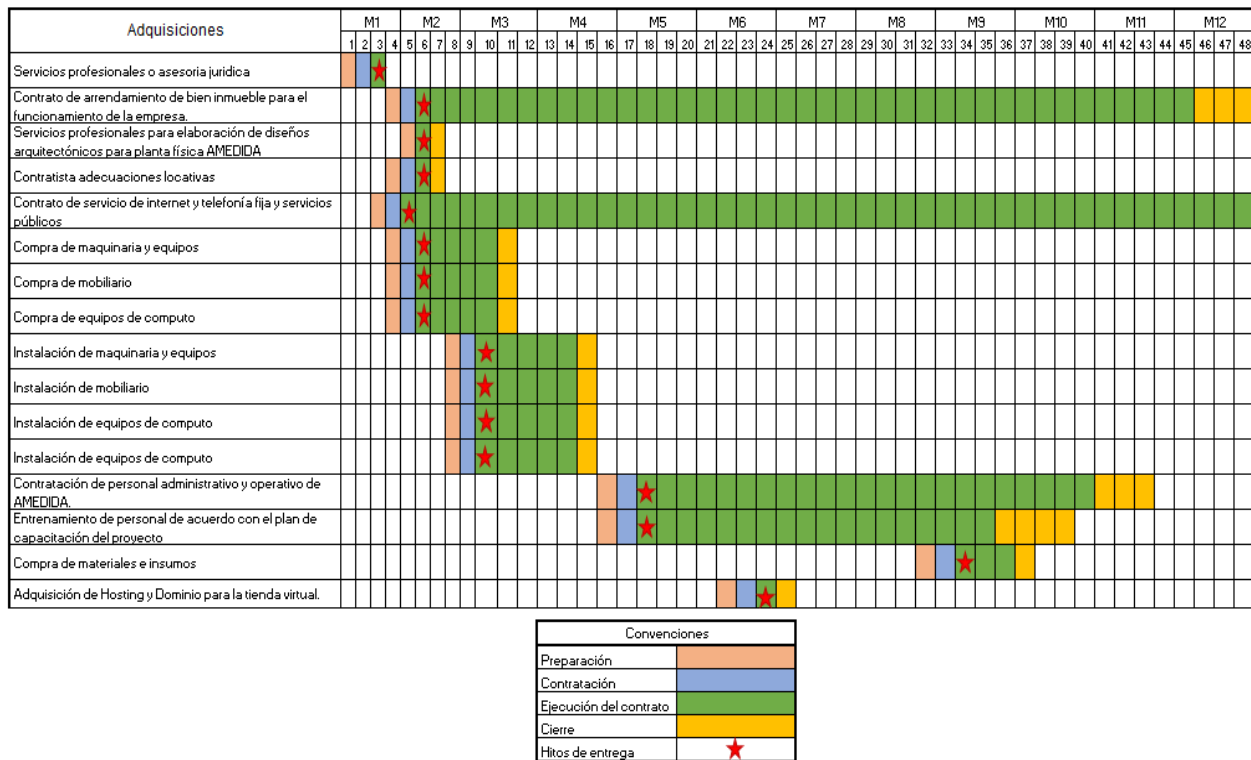 Adquisiciones
M1 M2 M3 M4 M5 M6 M7 M8 M9 M10 M11 M12
1 2 3 4 5 6 7 8 9 10 11 12 13 14 15 16 17 18 19 20 21 22 23 24 25 26 27 28 29 30 31 32 33 34 35 36 37 38 39 40 41 42 43 44 45 46 47 48
Servicios profesionales o asesoria juridica
Contrato de arrendamiento de bien inmueble para el
funcionamiento de la empresa.
Servicios profesionales para elaboración de diseños
arquitectónicos para planta física AMEDIDA
Contratista adecuaciones locativas
Contrato de servicio de internet y telefonía fija y servicios
públicos
Compra de maquinaria y equipos
Compra de mobiliario
Compra de equipos de computo
Instalación de maquinaria y equipos
Instalación de mobiliario
Instalación de equipos de computo
Instalación de equipos de computo
Contratación de personal administrativo y operativo de
AMEDIDA.
Entrenamiento de personal de acuerdo con el plan de
capacitación del proyecto
Compra de materiales e insumos
Adquisición de Hosting y Dominio para la tienda virtual.
Convenciones
Preparación
Contratación
Ejecución del contrato
Cierre
Hitos de entrega